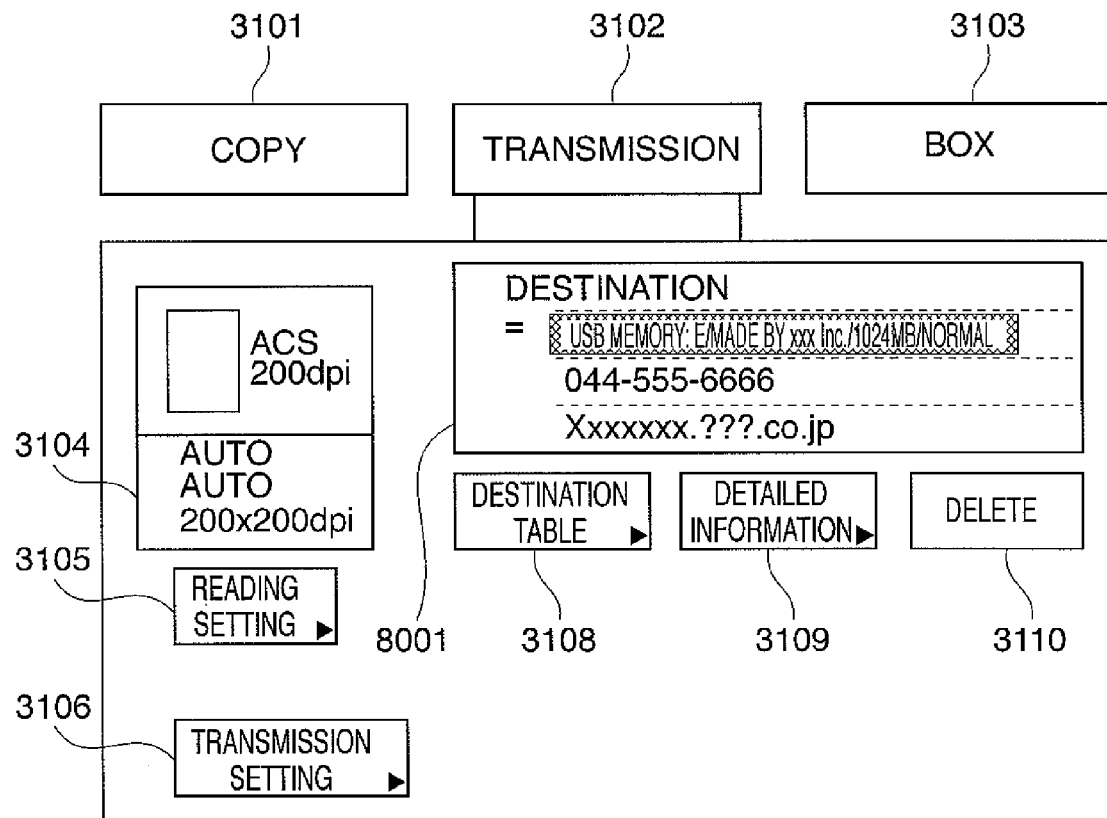 3101
3102
3103
COPY
TRANSMISSION
BOX
DESTINATION
= USB MEMORY: E/MADE BY xxx Inc./1024MB/NORMAL
044-555-6666
Xxxxxxxx.???.co.jp
ACS
200dpi
3104
AUTO
AUTO
200x200dpi
DESTINATION
TABLE
DETAILED
INFORMATION
DELETE
3105
READING
SETTING
8001
3108
3109
3110
3106
TRANSMISSION
SETTING